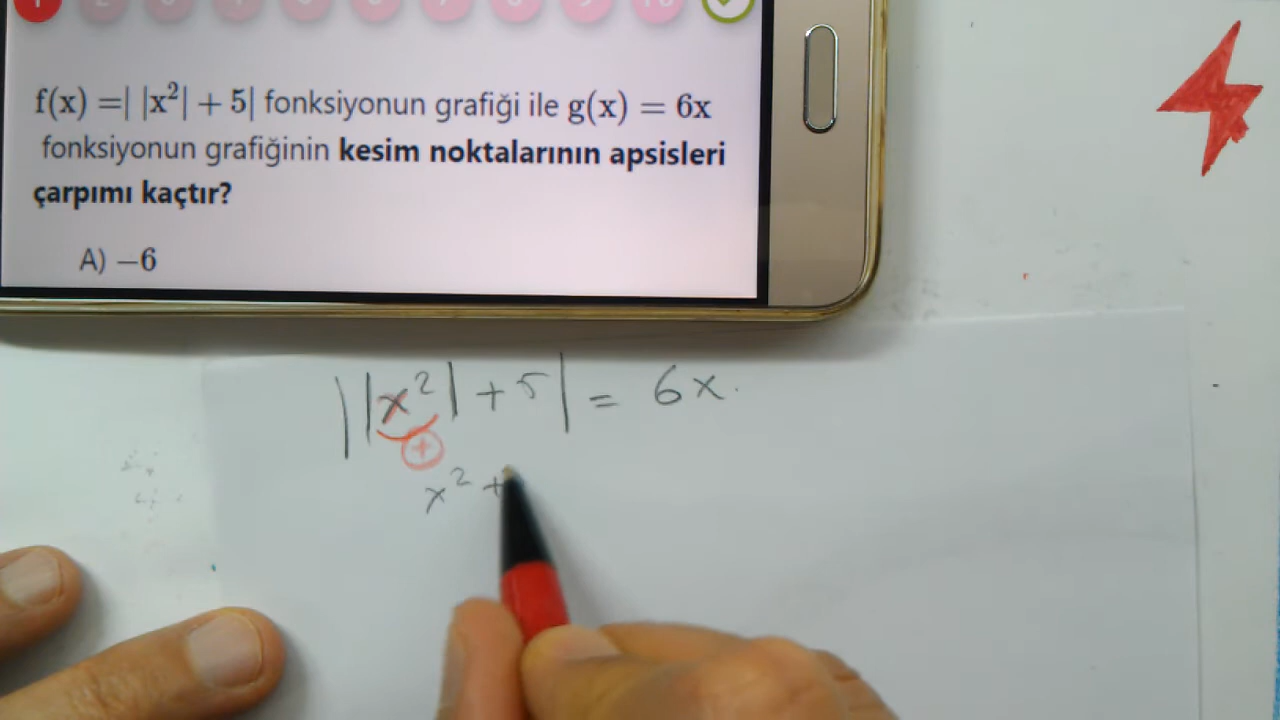 f(x) =| |x²| + 5| fonksiyonun grafiği ile g(x) = 6x
fonksiyonun grafiğinin kesim noktalarının apsisleri
çarpımı kaçtır?
A) −6
||x²| + 5| = 6x
+
x² +